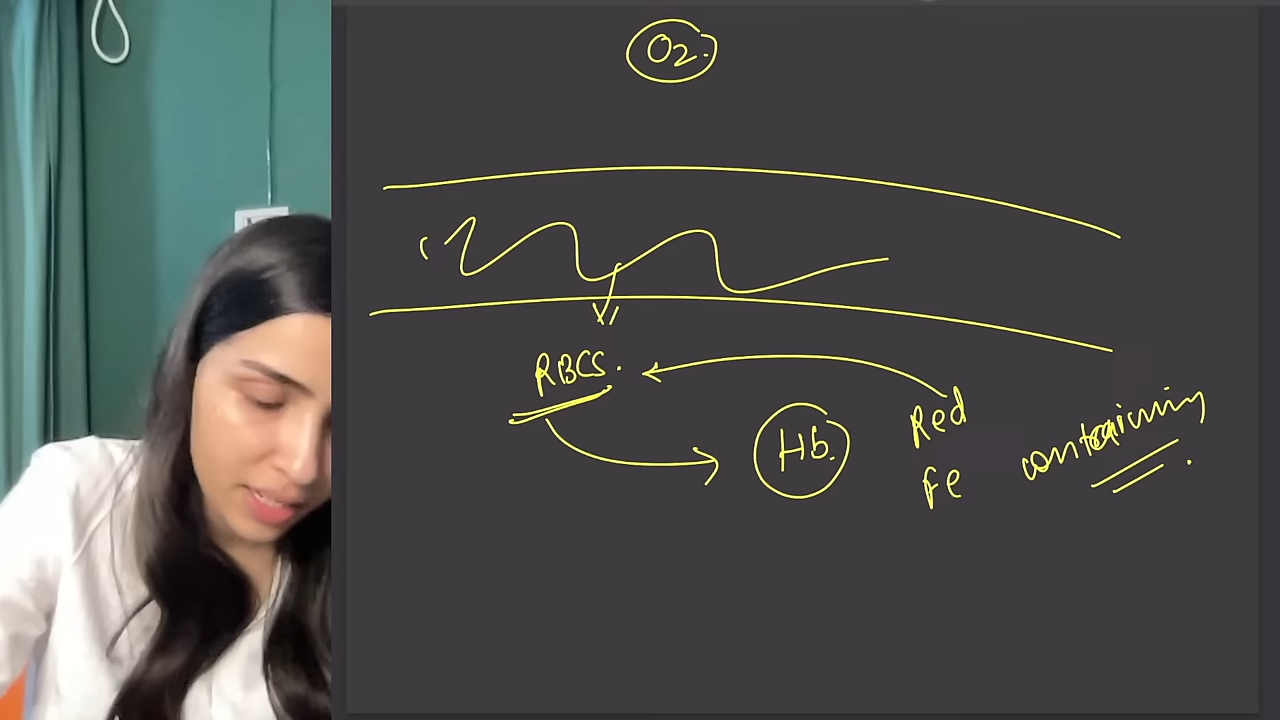 O2.
RBCS.
Hb.
Red
Fe containing.